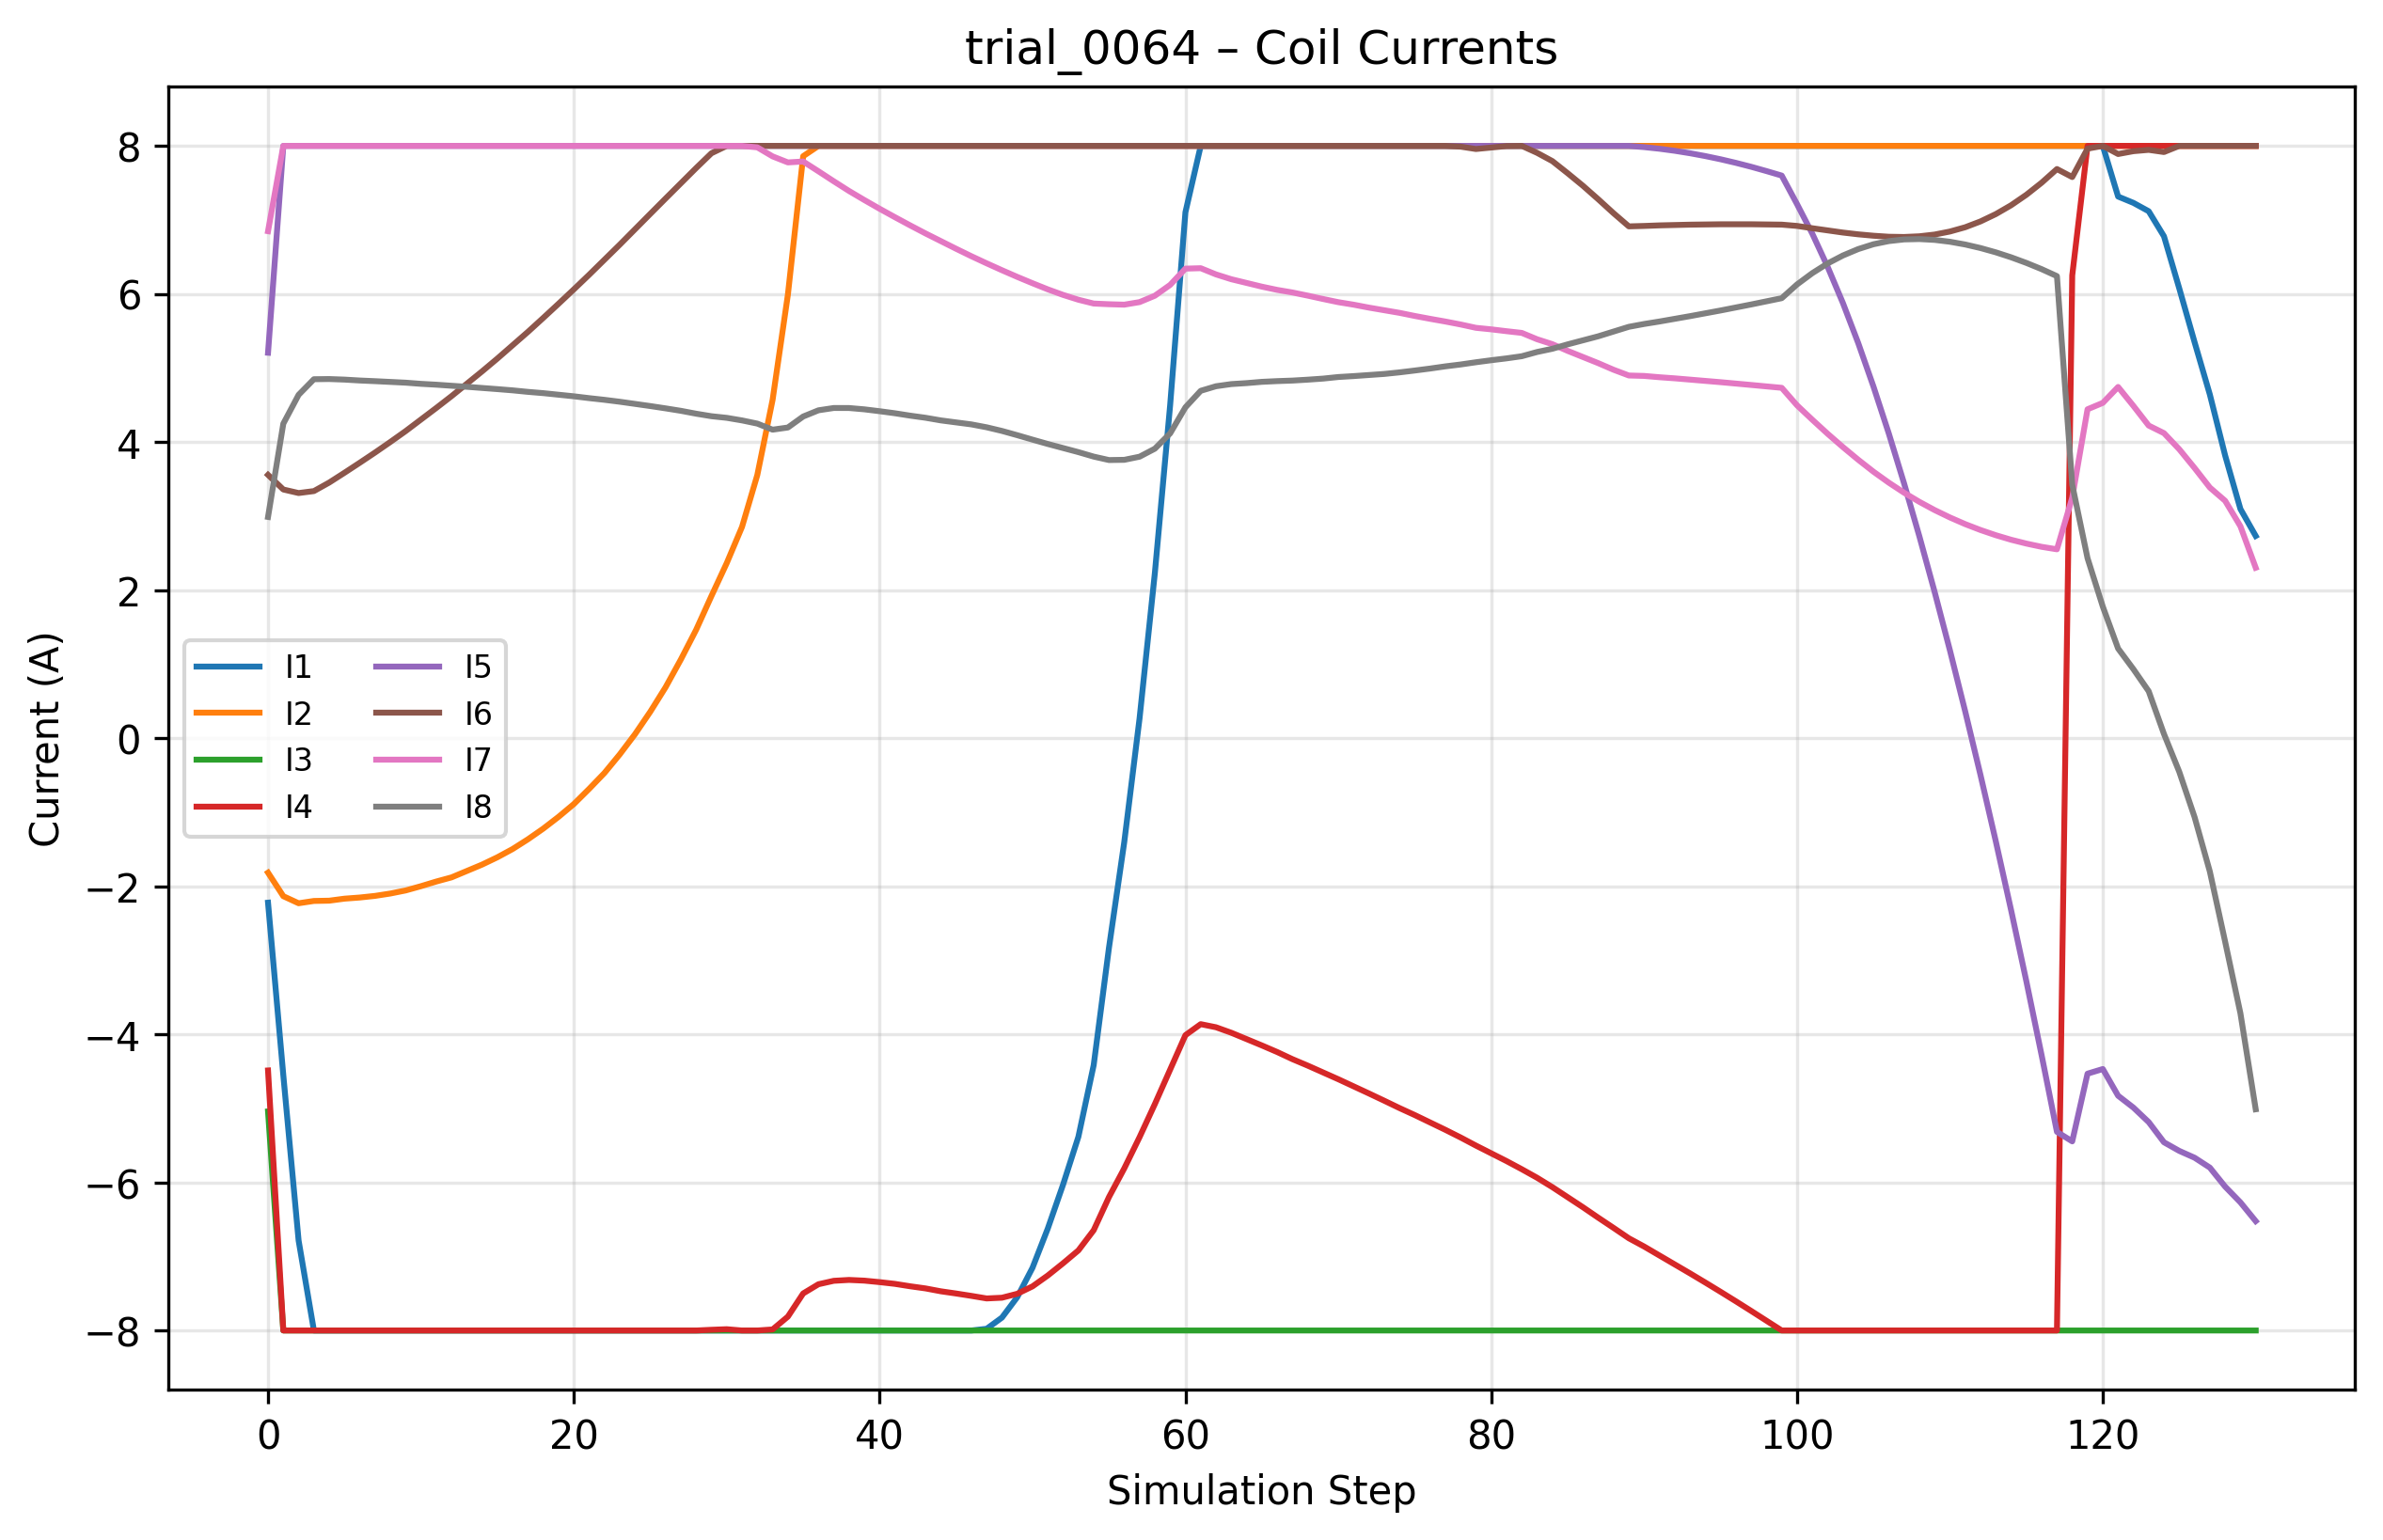 trial_0064 – Coil Currents
Current (A)
8
6
4
2
0
−2
−4
−6
−8
I1
I2
I3
I4
I5
I6
I7
I8
0 20 40 60 80 100 120
Simulation Step